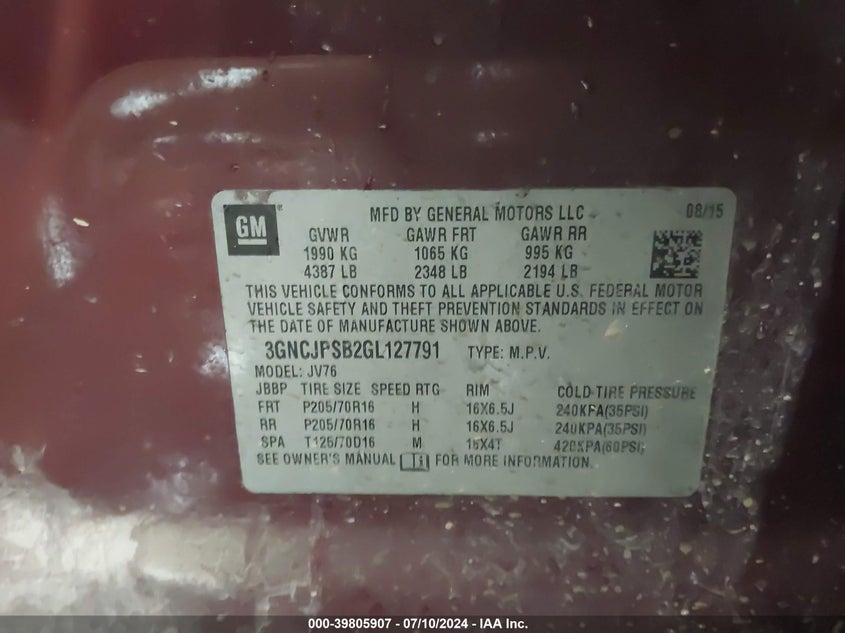 GM
MFD BY GENERAL MOTORS LLC 08/15
GVWR GAWR FRT GAWR RR
1990 KG 1065 KG 995 KG
4387 LB 2348 LB 2194 LB
THIS VEHICLE CONFORMS TO ALL APPLICABLE U.S. FEDERAL MOTOR
VEHICLE SAFETY AND THEFT PREVENTION STANDARDS IN EFFECT ON
THE DATE OF MANUFACTURE SHOWN ABOVE.
3GNCJPSB2GL127791 TYPE: M.P.V.
MODEL: JV76
JBBP TIRE SIZE SPEED RTG RIM COLD TIRE PRESSURE
FRT P205/70R16 H 16X6.5J 240KPA(35PSI)
RR P205/70R16 H 16X6.5J 240KPA(35PSI)
SPA T125/70D16 M 16X4T 420KPA(60PSI)
SEE OWNER'S MANUAL FOR MORE INFORMATION.
000-39805907 - 07/10/2024 - IAA Inc.